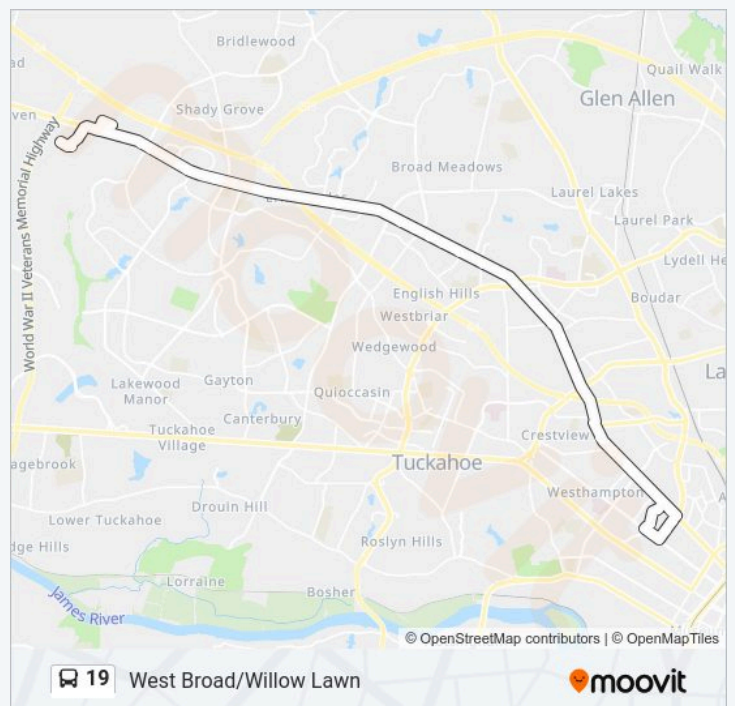 Bridlewood
ad
Quail Walk
Glen Allen
Shady Grove
ven
Broad Meadows
Laurel Lakes
Laurel Park
World War II Veterans Memorial Highway
Lydell He
English Hills
Boudar
Westbriar
Wedgewood
La
Gayton
Lakewood
Manor
Quioccasin
Canterbury
Tuckahoe
Village
Crestview
Tuckahoe
agebrook
Westhampton
A
Drouin Hill
Lower Tuckahoe
Roslyn Hills
dge Hills
Lorraine
Bosher
James River
M
© OpenStreetMap contributors | © OpenMapTiles
19 West Broad/Willow Lawn
moovit